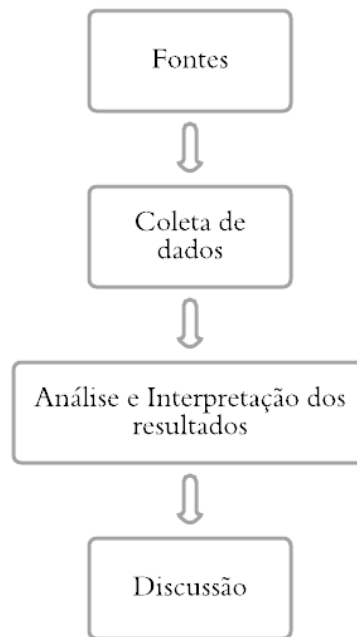 Fontes
Coleta de
dados
Análise e Interpretação dos
resultados
Discussão